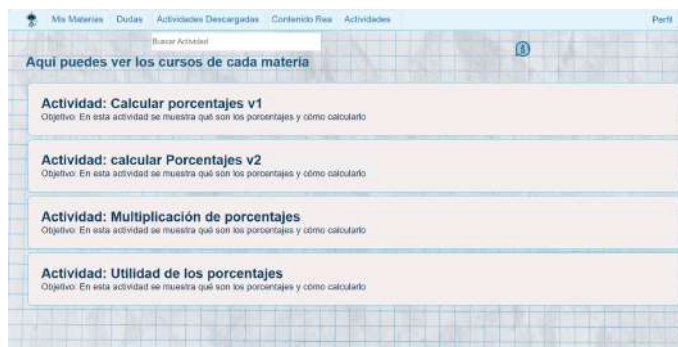 Mis Materias Dudas Actividades Descargadas Contenido Rea Actividades Perfil
Buscar Actividad
Aqui puedes ver los cursos de cada materia
Actividad: Calcular porcentajes v1
Objetivo: En esta actividad se muestra qué son los porcentajes y cómo calcularlo
Actividad: calcular Porcentajes v2
Objetivo: En esta actividad se muestra qué son los porcentajes y cómo calcularlo
Actividad: Multiplicación de porcentajes
Objetivo: En esta actividad se muestra qué son los porcentajes y cómo calcularlo
Actividad: Utilidad de los porcentajes
Objetivo: En esta actividad se muestra qué son los porcentajes y cómo calcularlo